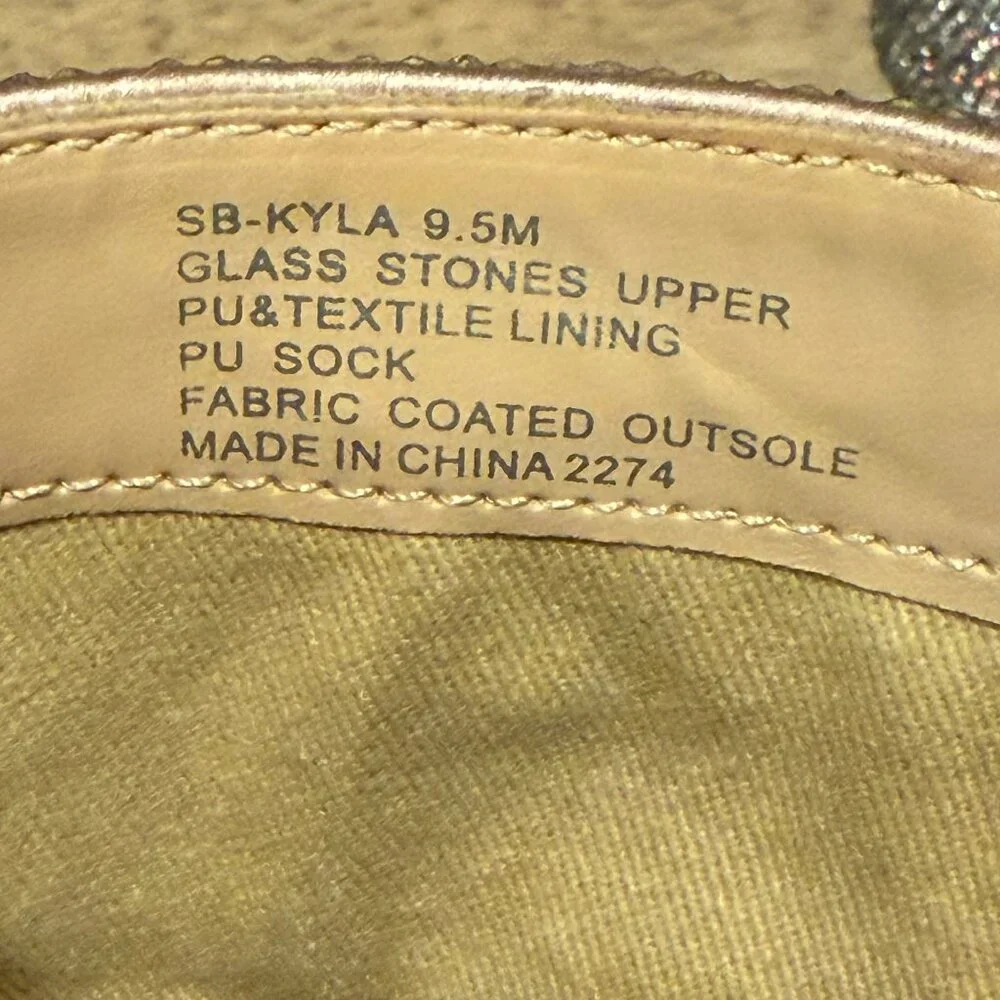 SB-KYLA 9.5M
GLASS STONES UPPER
PU&TEXTILE LINING
PU SOCK
FABRIC COATED OUTSOLE
MADE IN CHINA 2274